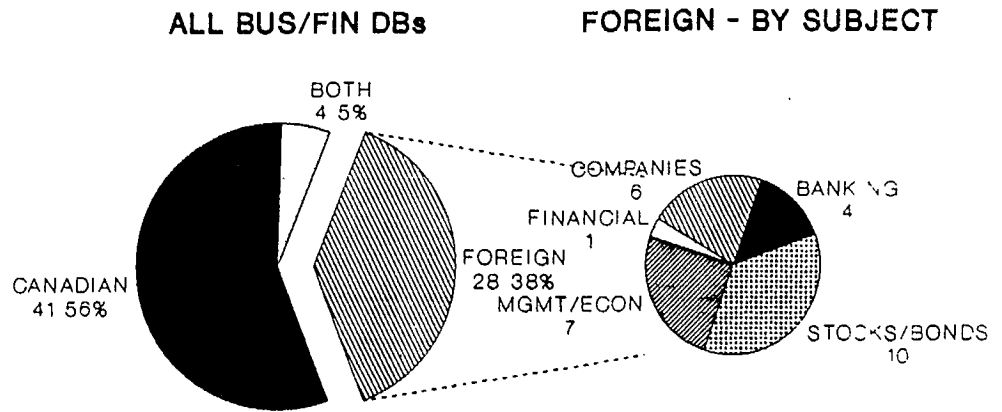 ALL BUS/FIN DBs
FOREIGN - BY SUBJECT
BOTH
4 5%
CANADIAN
41 56%
FOREIGN
28 38%
COMPANIES
6
BANKING
4
FINANCIAL
1
MGMT/ECON
7
STOCKS/BONDS
10